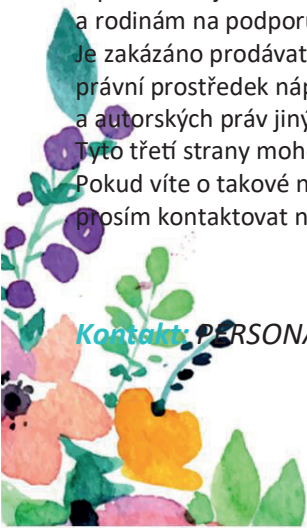 a rodinám na podporu
Je zakázáno prodávat
právní prostředek náp
a autorských práv jiný
Tyto třetí strany moh
Pokud víte o takové n
prosím kontaktovat n
Kontakt: PERSONA